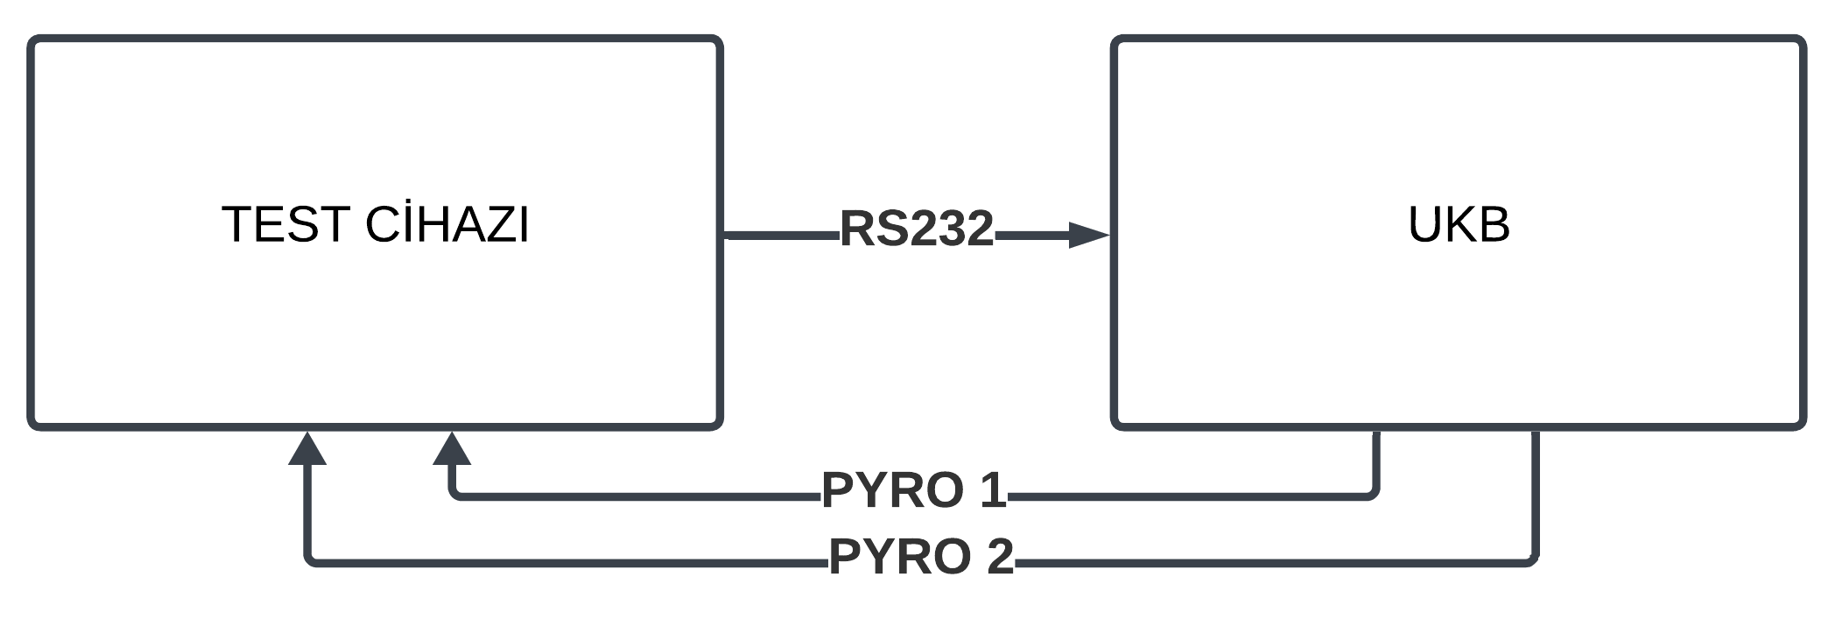 TEST CİHAZI
RS232
UKB
PYRO 1
PYRO 2